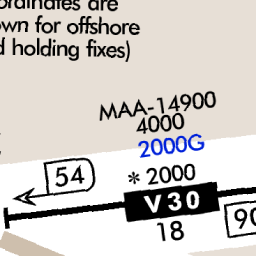 ordinates are
own for offshore
d holding fixes)
MAA-14900
4000
2000G
54
*2000
V30
90
18